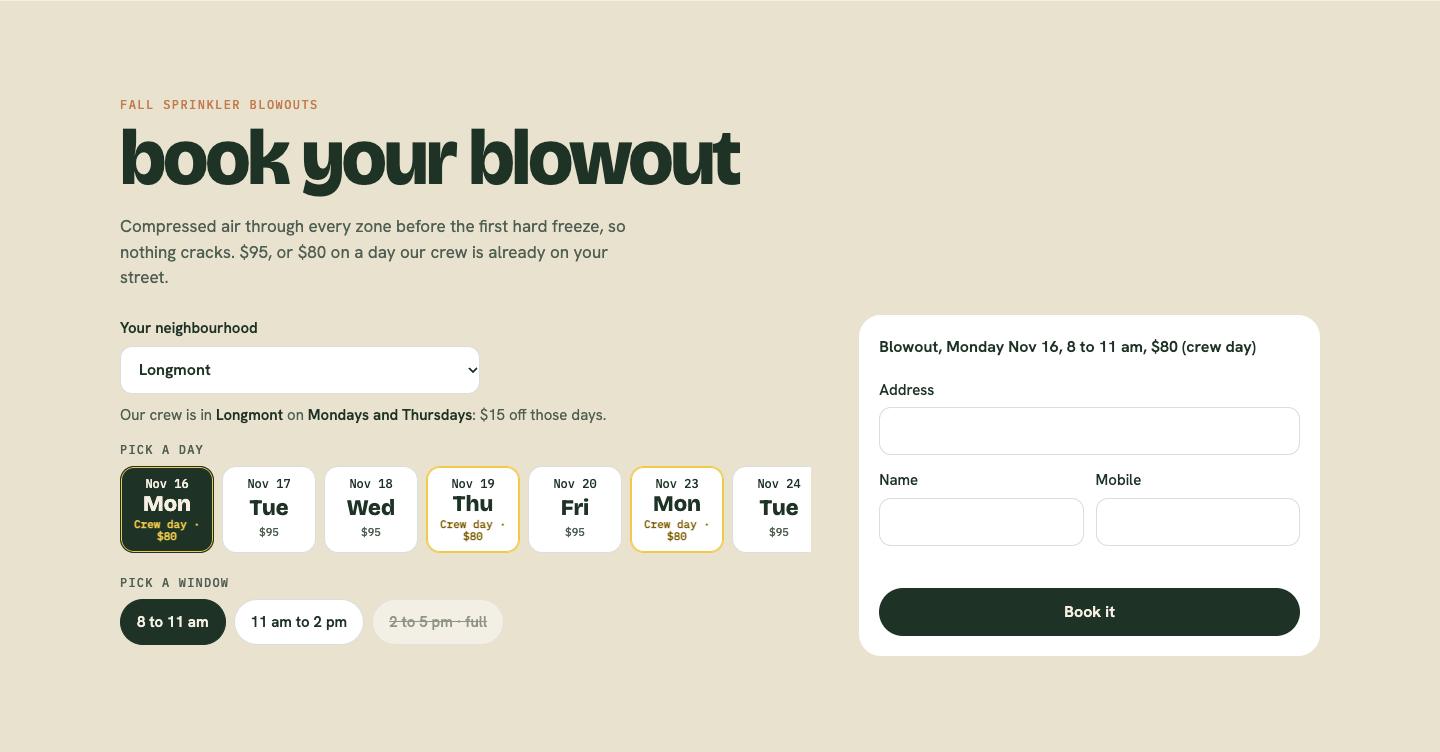 FALL SPRINKLER BLOWOUTS
book your blowout
Compressed air through every zone before the first hard freeze, so
nothing cracks. $95, or $80 on a day our crew is already on your
street.
Your neighbourhood
Longmont
Our crew is in Longmont on Mondays and Thursdays: $15 off those days.
PICK A DAY
Nov 16
Mon
Crew day ·
$80
Nov 17
Tue
$95
Nov 18
Wed
$95
Nov 19
Thu
Crew day ·
$80
Nov 20
Fri
$95
Nov 23
Mon
Crew day ·
$80
Nov 24
Tue
$95
PICK A WINDOW
8 to 11 am
11 am to 2 pm
2 to 5 pm · full
Blowout, Monday Nov 16, 8 to 11 am, $80 (crew day)
Address
Name
Mobile
Book it